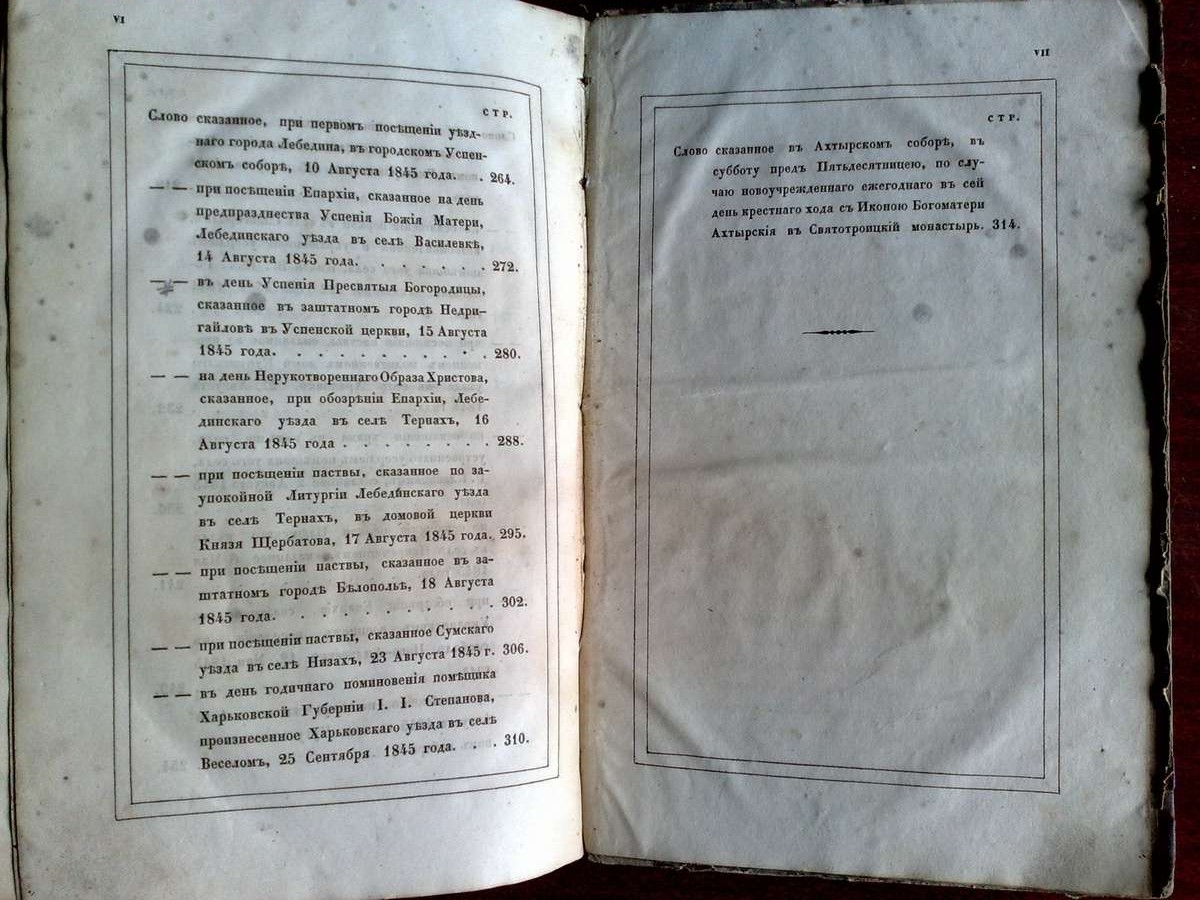 VI
СТР.
Слово сказанное, при первомъ посѣщеніи уѣзд-
наго города Лебедина, въ городскомъ Успен-
скомъ соборѣ, 10 Августа 1845 года. . 264.
— — при посѣщеніи Епархіи, сказанное на день
предпразднества Успенія Божія Матери,
Лебединскаго уѣзда въ селѣ Василевкѣ,
14 Августа 1845 года. . . . . . . 272.
— — въ день Успенія Пресвятыя Богородицы,
сказанное въ заштатномъ городѣ Недри-
гайловѣ въ Успенской церкви, 15 Августа
1845 года. . . . . . . . . . . 280.
— — на день Нерукотвореннаго Образа Христова,
сказанное, при обозрѣніи Епархіи, Лебе-
динскаго уѣзда въ селѣ Тернахъ, 16
Августа 1845 года . . . . . . . . 288.
— — при посѣщеніи паствы, сказанное по за-
упокойной Литургіи Лебединскаго уѣзда
въ селѣ Тернахъ, въ домовой церкви
Князя Щербатова, 17 Августа 1845 года. 295.
— — при посѣщеніи паствы, сказанное въ за-
штатномъ городѣ Бѣлопольѣ, 18 Августа
1845 года. . . . . . . . . . . 302.
— — при посѣщеніи паствы, сказанное Сумскаго
уѣзда въ селѣ Низахъ, 23 Августа 1845 г. 306.
— — въ день годичнаго поминовенія помѣщика
Харьковской Губерніи І. І. Степанова,
произнесенное Харьковскаго уѣзда въ селѣ
Веселомъ, 25 Сентября 1845 года. . . 310.
VII
СТР.
Слово сказанное въ Ахтырскомъ соборѣ, въ
субботу предъ Пятьдесятницею, по слу-
чаю новоучрежденнаго ежегоднаго въ сей
день крестнаго хода съ Иконою Богоматери
Ахтырскія въ Святотроицкій монастырь. 314.